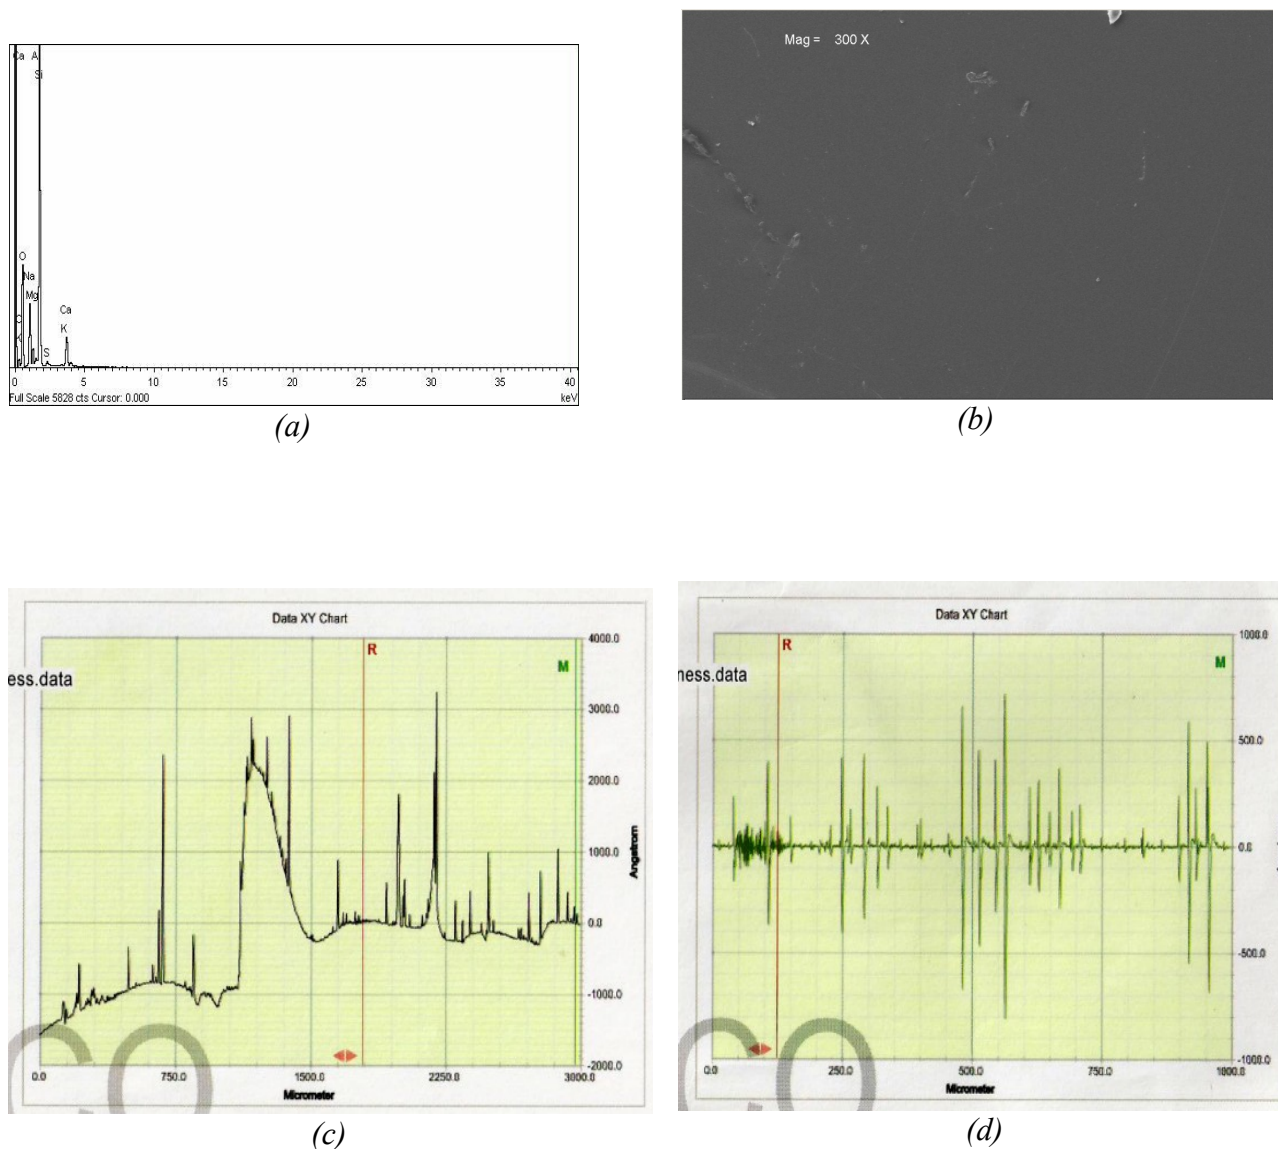 Ca A
Si
O
Na
Mg
C
Ca
K
K
S
0 5 10 15 20 25 30 35 40
Full Scale 5828 cts Cursor: 0.000 keV
(a)
Mag = 300 X
(b)
Data XY Chart
4000.0
R
M
ess.data
3000.0
2000.0
Angstrom
1000.0
0.0
-1000.0
-2000.0
0.0 750.0 1500.0 2250.0 3000.0
Micrometer
(c)
Data XY Chart
1000.0
R
M
ness.data
500.0
0.0
-500.0
-1000.0
0.0 250.0 500.0 750.0 1000.0
Micrometer
(d)